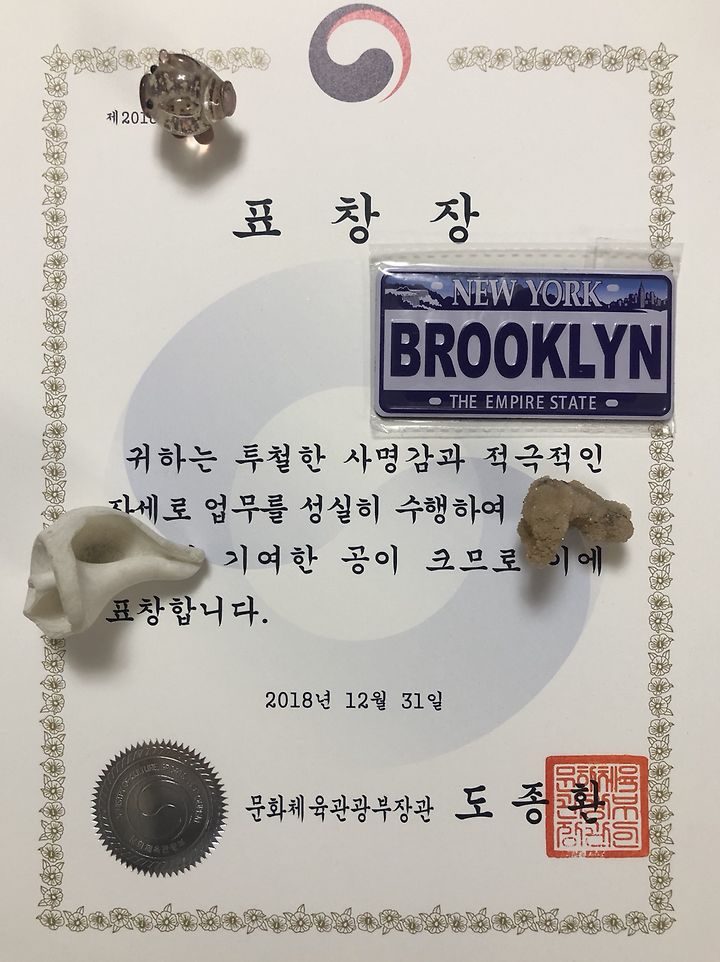 제2018
표 창 장
NEW YORK
BROOKLYN
THE EMPIRE STATE
귀하는 투철한 사명감과 적극적인
자세로 업무를 성실히 수행하여
기여한 공이 크므로 이에
표창합니다.
2018년 12월 31일
문화체육관광부장관 도종환